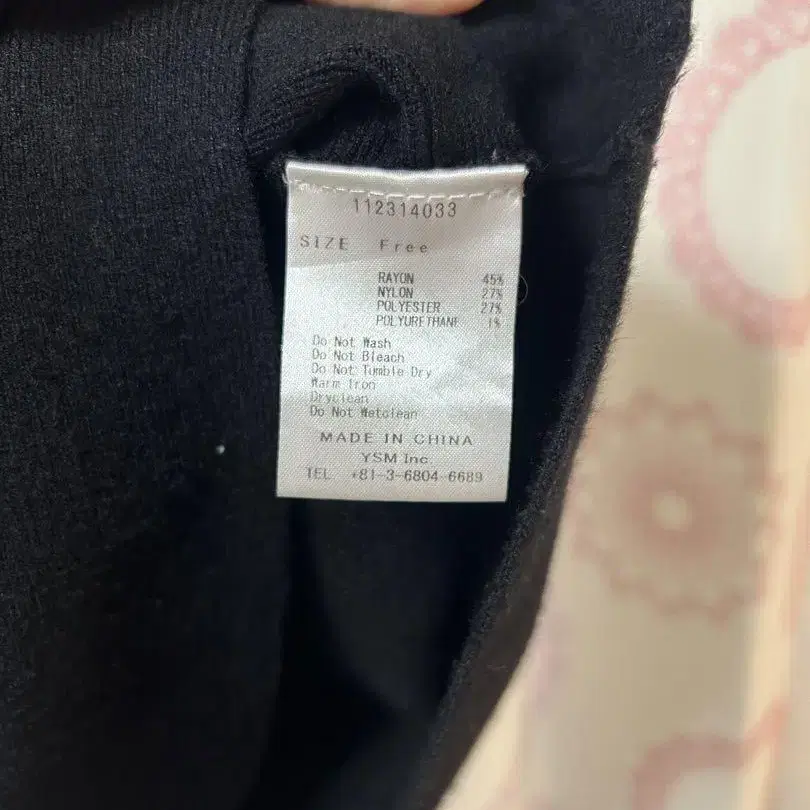 112314033
SIZE Free
RAYON 45%
NYLON 27%
POLYESTER 27%
POLYURETHANE 1%
Do Not Wash
Do Not Bleach
Do Not Tumble Dry
Warm Iron
Dryclean
Do Not Wetclean
MADE IN CHINA
YSM Inc
TEL +81-3-6804-6689